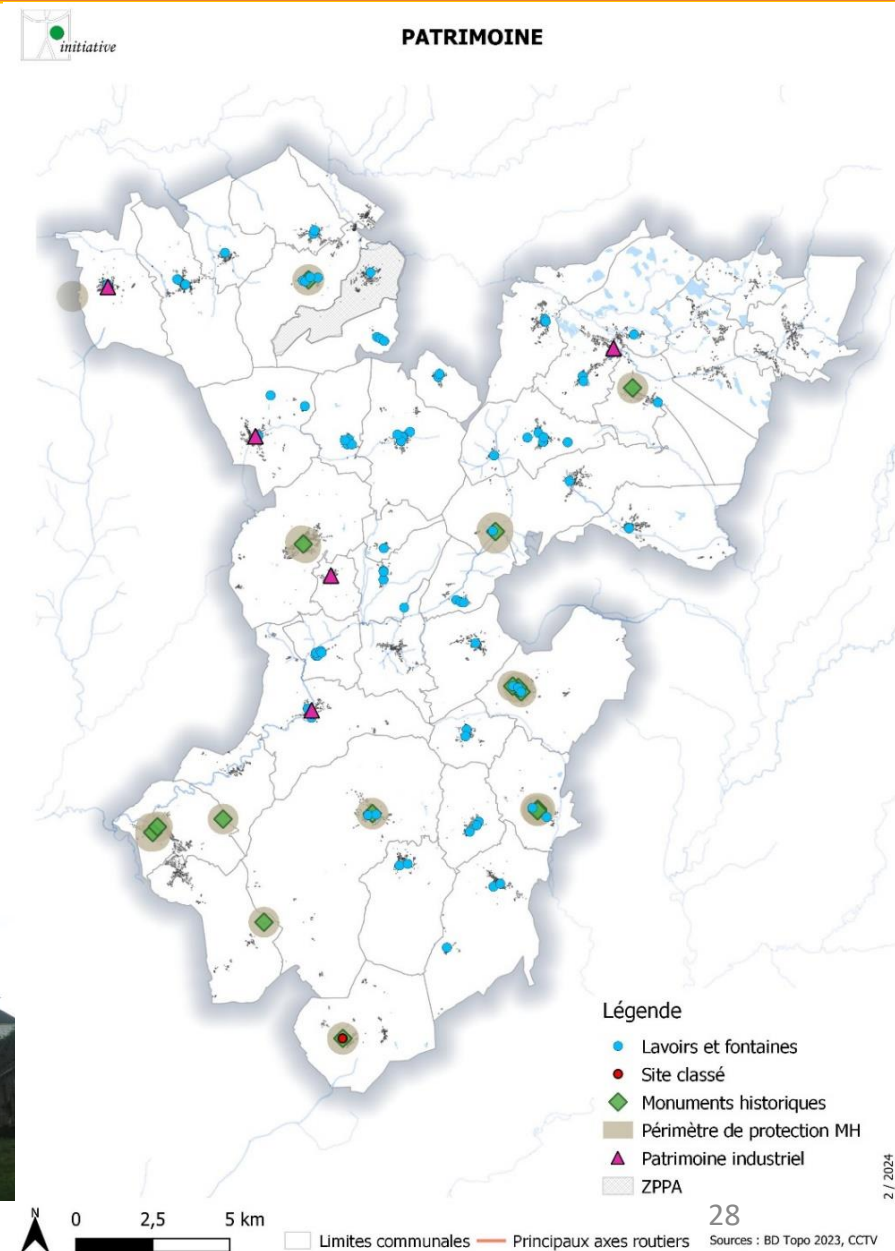 initiative
PATRIMOINE
Légende
Lavoirs et fontaines
Site classé
Monuments historiques
Périmètre de protection MH
Patrimoine industriel
ZPPA
2 / 2024
N
0 2,5 5 km
Limites communales
Principaux axes routiers
28
Sources : BD Topo 2023, CCTV